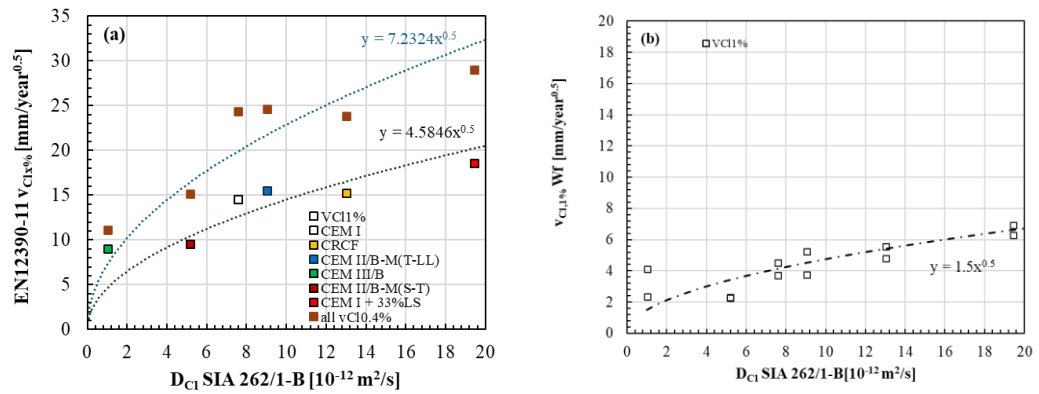 (a)
y = 7.2324x^0.5
y = 4.5846x^0.5
EN12390-11 v_Clx% [mm/year^0.5]
35
30
25
20
15
10
5
0
VCl1%
CEM I
CRCF
CEM II/B-M(T-LL)
CEM III/B
CEM II/B-M(S-T)
CEM I + 33%LS
all vCl0.4%
0 2 4 6 8 10 12 14 16 18 20
D_Cl SIA 262/1-B [10^-12 m^2/s]
(b)
VCl1%
v_Cl,1% Wf [mm/year^0.5]
20
18
16
14
12
10
8
6
4
2
0
y = 1.5x^0.5
0 2 4 6 8 10 12 14 16 18 20
D_Cl SIA 262/1-B[10^-12 m^2/s]